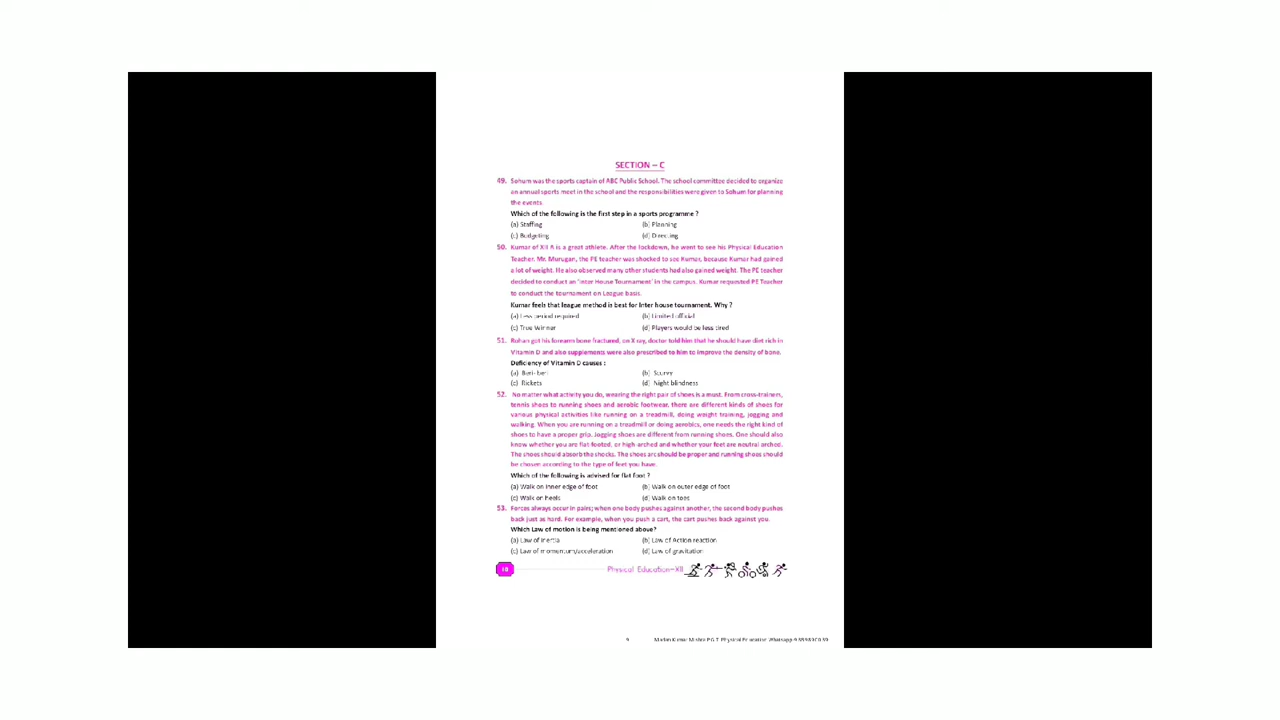 SECTION – C
49. Sohum was the sports captain of ABC Public School. The school committee decided to organize
an annual sports meet in the school and the responsibilities were given to Sohum for planning
the events.
Which of the following is the first step in a sports programme ?
(a) Staffing (b) Planning
(c) Budgeting (d) Directing
50. Kumar of XII A is a great athlete. After the lockdown, he went to see his Physical Education
Teacher. Mr. Murugan, the PE teacher was shocked to see Kumar, because Kumar had gained
a lot of weight. He also observed many other students had also gained weight. The PE teacher
decided to conduct an 'Inter House Tournament' in the campus. Kumar requested PE Teacher
to conduct the tournament on League basis.
Kumar feels that league method is best for Inter house tournament. Why ?
(a) Less period required (b) Limited official
(c) True Winner (d) Players would be less tired
51. Rohan got his forearm bone fractured, on X ray, doctor told him that he should have diet rich in
Vitamin D and also supplements were also prescribed to him to improve the density of bone.
Deficiency of Vitamin D causes :
(a) Beri- beri (b) Scurvy
(c) Rickets (d) Night blindness
52. No matter what activity you do, wearing the right pair of shoes is a must. From cross-trainers,
tennis shoes to running shoes and aerobic footwear, there are different kinds of shoes for
various physical activities like running on a treadmill, doing weight training, jogging and
walking. When you are running on a treadmill or doing aerobics, one needs the right kind of
shoes to have a proper grip. Jogging shoes are different from running shoes. One should also
know whether you are flat footed, or high-arched and whether your feet are neutral arched.
The shoes should absorb the shocks. The shoes are should be proper and running shoes should
be chosen according to the type of feet you have.
Which of the following is advised for flat foot ?
(a) Walk on inner edge of foot (b) Walk on outer edge of foot
(c) Walk on heels (d) Walk on toes
53. Forces always occur in pairs; when one body pushes against another, the second body pushes
back just as hard. For example, when you push a cart, the cart pushes back against you.
Which Law of motion is being mentioned above?
(a) Law of inertia (b) Law of Action reaction
(c) Law of momentum/acceleration (d) Law of gravitation
Physical Education–XII
9 Kumar Mishra P.G.T. Physical Education Whatsapp